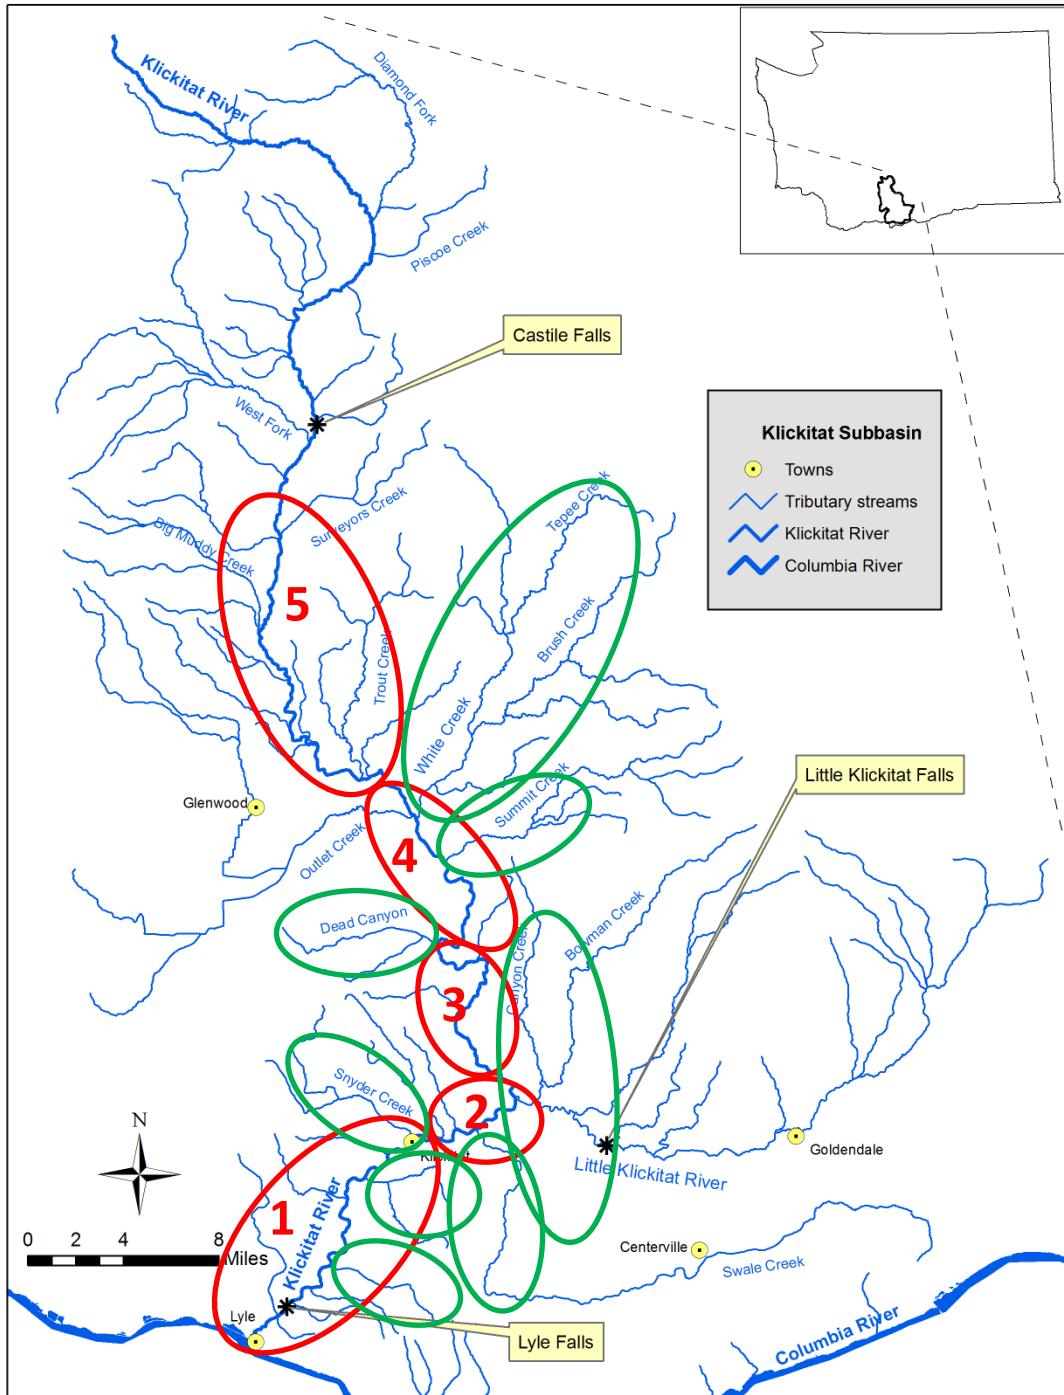 Klickitat River
Diamond Fork
Piscoe Creek
Castile Falls
West Fork
Klickitat Subbasin
Towns
Tributary streams
Klickitat River
Columbia River
Surveyors Creek
Tepee Creek
Big Muddy Creek
5
Brush Creek
Trout Creek
White Creek
Little Klickitat Falls
Glenwood
Summit Creek
Outlet Creek
4
Dead Canyon
Bowman Creek
Canyon Creek
3
Snyder Creek
2
N
Goldendale
Little Klickitat River
1
Klickitat River
0 2 4 8
Miles
Centerville
Swale Creek
Lyle
Lyle Falls
Columbia River